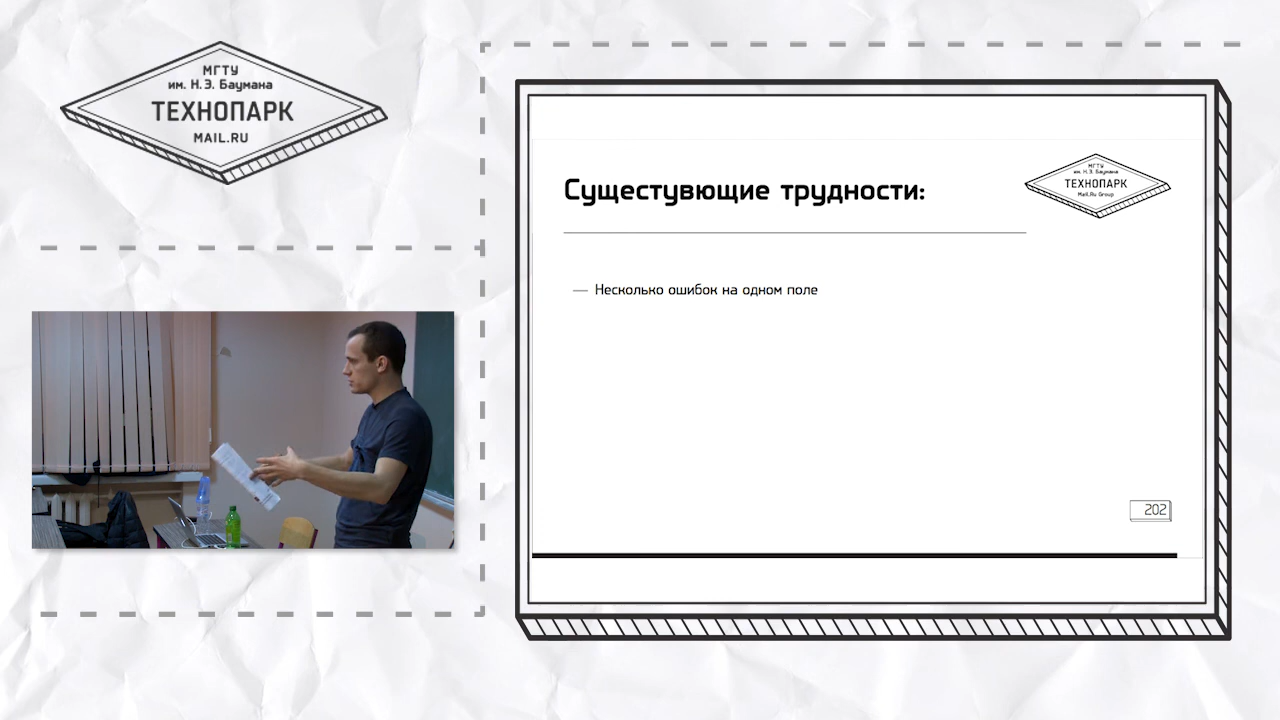 МГТУ
им. Н.Э. Баумана
ТЕХНОПАРК
MAIL.RU
Сущестувющие трудности:
МГТУ
им. Н.Э. Баумана
ТЕХНОПАРК
Mail.Ru Group
— Несколько ошибок на одном поле
202